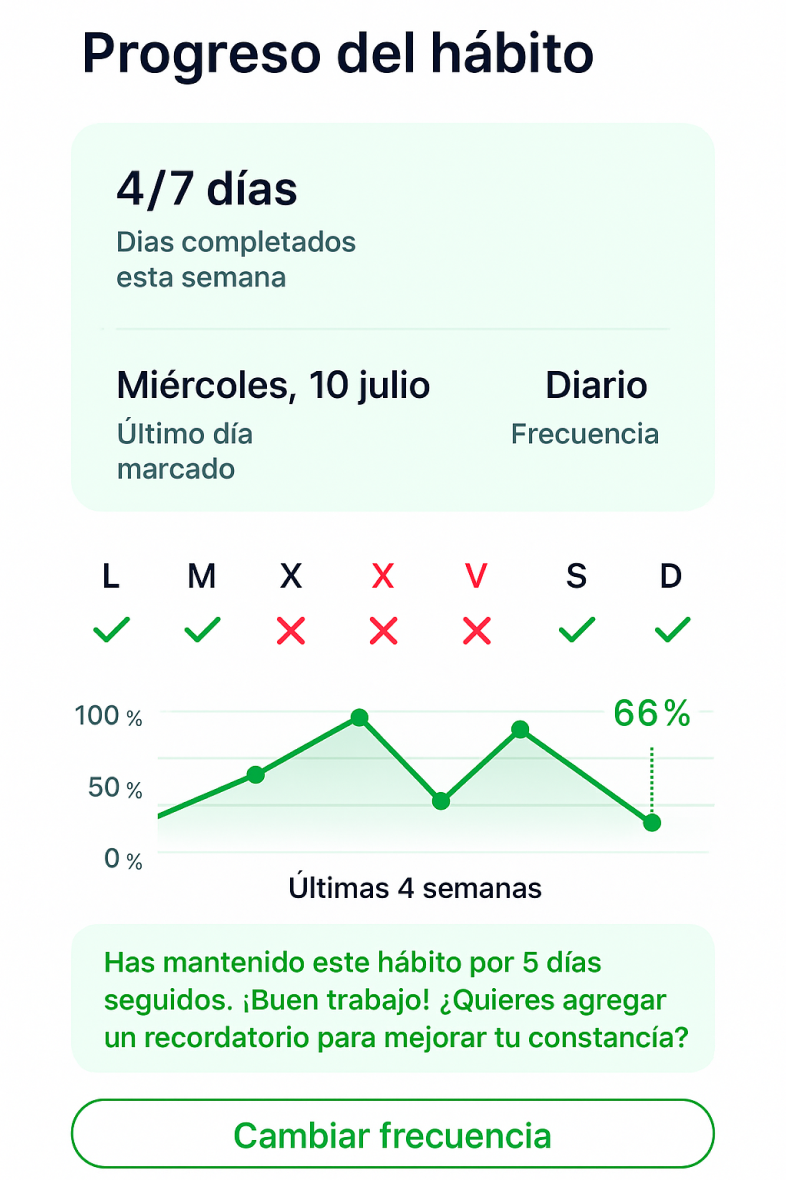 Progreso del hábito
4/7 días
Dias completados
esta semana
Miércoles, 10 julio
Diario
Último día
marcado
Frecuencia
L M X X V S D
100 %
66%
50 %
0 %
Últimas 4 semanas
Has mantenido este hábito por 5 días
seguidos. ¡Buen trabajo! ¿Quieres agregar
un recordatorio para mejorar tu constancía?
Cambiar frecuencia